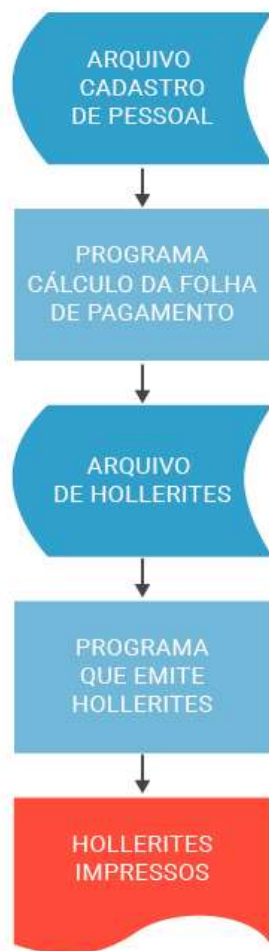 ARQUIVO
CADASTRO
DE PESSOAL
PROGRAMA
CÁLCULO DA FOLHA
DE PAGAMENTO
ARQUIVO
DE HOLLERITES
PROGRAMA
QUE EMITE
HOLLERITES
HOLLERITES
IMPRESSOS